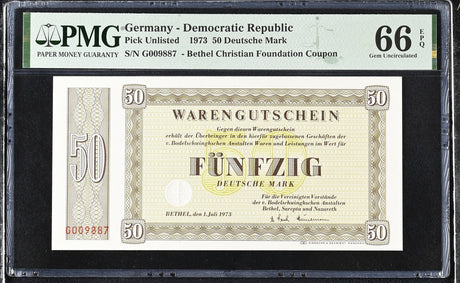 PMG
PAPER MONEY GUARANTY
Germany - Democratic Republic
Pick Unlisted 1973 50 Deutsche Mark
S/N G009887 - Bethel Christian Foundation Coupon
66 EPQ
Gem Uncirculated
50
50
WARENGUTSCHEIN
Gegen diesen Warengutschein
erhält der Überbringer in den hierfür zugelassenen Geschäften der
v. Bodelschwinghschen Anstalten Waren und Leistungen im Wert für
50
FÜNFZIG
DEUTSCHE MARK
Für die Vereinigten Vorstände
der v. Bodelschwinghschen Anstalten
Bethel, Sarepta und Nazareth
BETHEL, den 1. Juli 1973
G009887
50
50